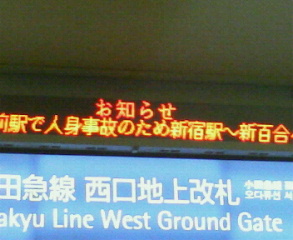 お知らせ
前駅で人身事故のため新宿駅～新百合
田急線 西口地上改札
akyu Line West Ground Gate